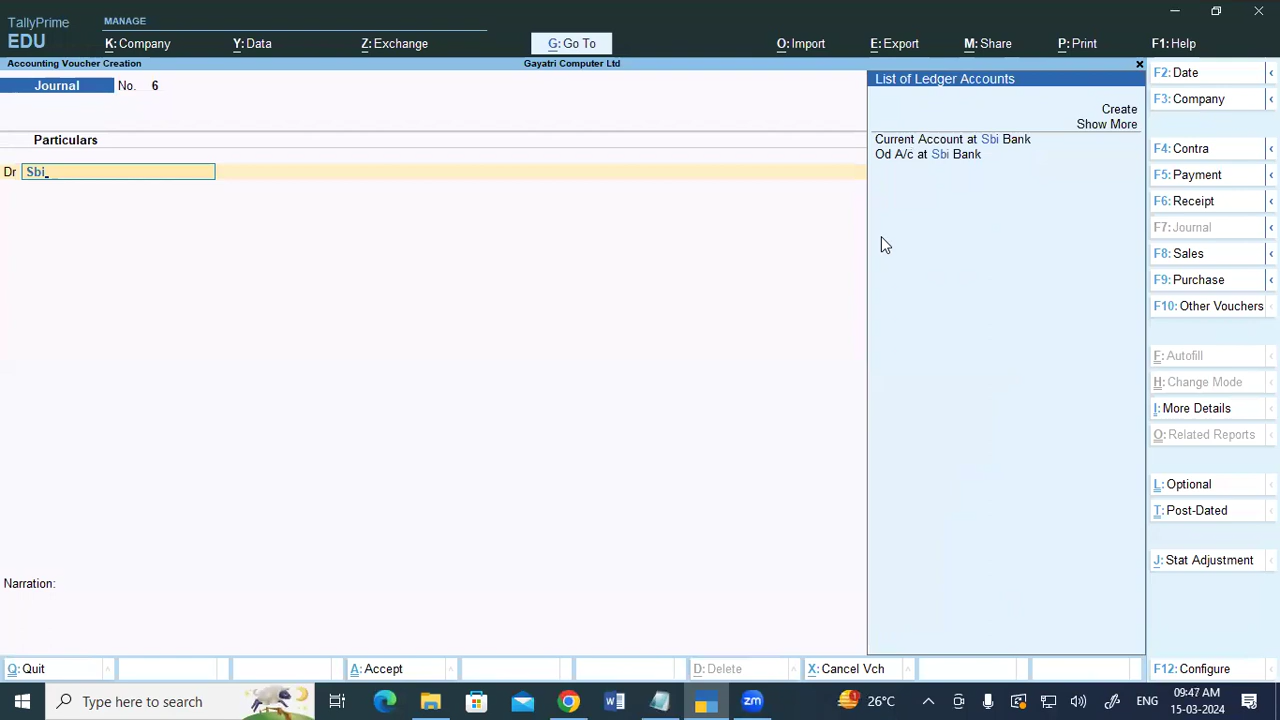 TallyPrime
EDU
MANAGE
K: Company
Y: Data
Z: Exchange
G: Go To
O: Import
E: Export
M: Share
P: Print
F1: Help
Accounting Voucher Creation
Gayatri Computer Ltd
Journal
No. 6
Particulars
Dr Sbi
List of Ledger Accounts
Create
Show More
Current Account at Sbi Bank
Od A/c at Sbi Bank
F2: Date
F3: Company
F4: Contra
F5: Payment
F6: Receipt
F7: Journal
F8: Sales
F9: Purchase
F10: Other Vouchers
F: Autofill
H: Change Mode
I: More Details
O: Related Reports
L: Optional
T: Post-Dated
J: Stat Adjustment
Narration:
Q: Quit
A: Accept
D: Delete
X: Cancel Vch
F12: Configure
Type here to search
26°C
ENG
09:47 AM
15-03-2024